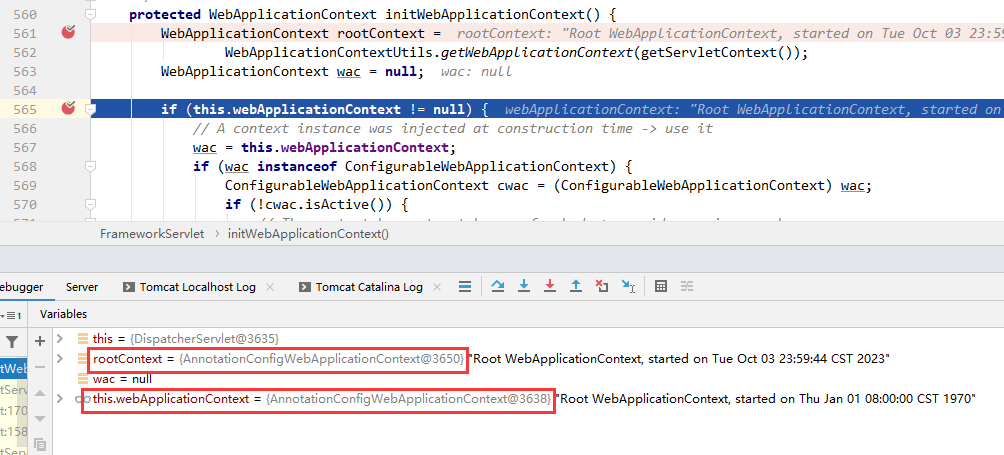 560 protected WebApplicationContext initWebApplicationContext() {
561 WebApplicationContext rootContext = rootContext: "Root WebApplicationContext, started on Tue Oct 03 23:59
562 WebApplicationContextUtils.getWebApplicationContext(getServletContext());
563 WebApplicationContext wac = null; wac: null
564
565 if (this.webApplicationContext != null) { webApplicationContext: "Root WebApplicationContext, started on
566 // A context instance was injected at construction time -> use it
567 wac = this.webApplicationContext;
568 if (wac instanceof ConfigurableWebApplicationContext) {
569 ConfigurableWebApplicationContext cwac = (ConfigurableWebApplicationContext) wac;
570 if (!cwac.isActive()) {
FrameworkServlet › initWebApplicationContext()
ebugger Server Tomcat Localhost Log × Tomcat Catalina Log ×
Variables
this = {DispatcherServlet@3635}
rootContext = {AnnotationConfigWebApplicationContext@3650} "Root WebApplicationContext, started on Tue Oct 03 23:59:44 CST 2023"
wac = null
this.webApplicationContext = {AnnotationConfigWebApplicationContext@3638} "Root WebApplicationContext, started on Thu Jan 01 08:00:00 CST 1970"
tWeb
tServ
t:170
t:158
tServ